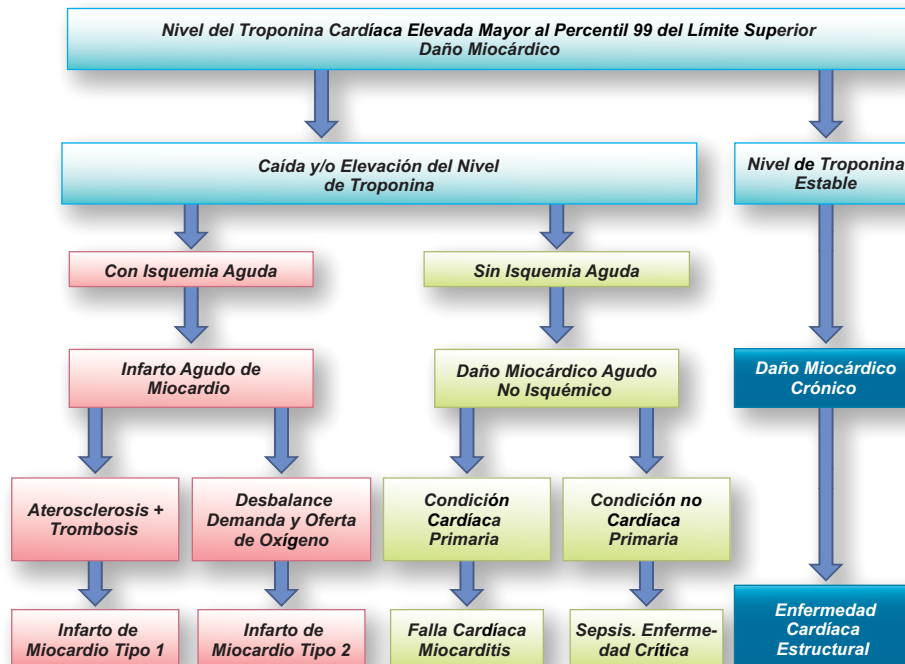 Nivel del Troponina Cardíaca Elevada Mayor al Percentil 99 del Límite Superior
Daño Miocárdico
Caída y/o Elevación del Nivel
de Troponina
Nivel de Troponina
Estable
Con Isquemia Aguda
Sin Isquemia Aguda
Infarto Agudo de
Miocardio
Daño Miocárdico Agudo
No Isquémico
Daño Miocárdico
Crónico
Aterosclerosis +
Trombosis
Desbalance
Demanda y Oferta
de Oxígeno
Condición
Cardíaca
Primaria
Condición no
Cardíaca
Primaria
Infarto de
Miocardio Tipo 1
Infarto de
Miocardio Tipo 2
Falla Cardíaca
Miocarditis
Sepsis. Enferme-
dad Crítica
Enfermedad
Cardíaca
Estructural